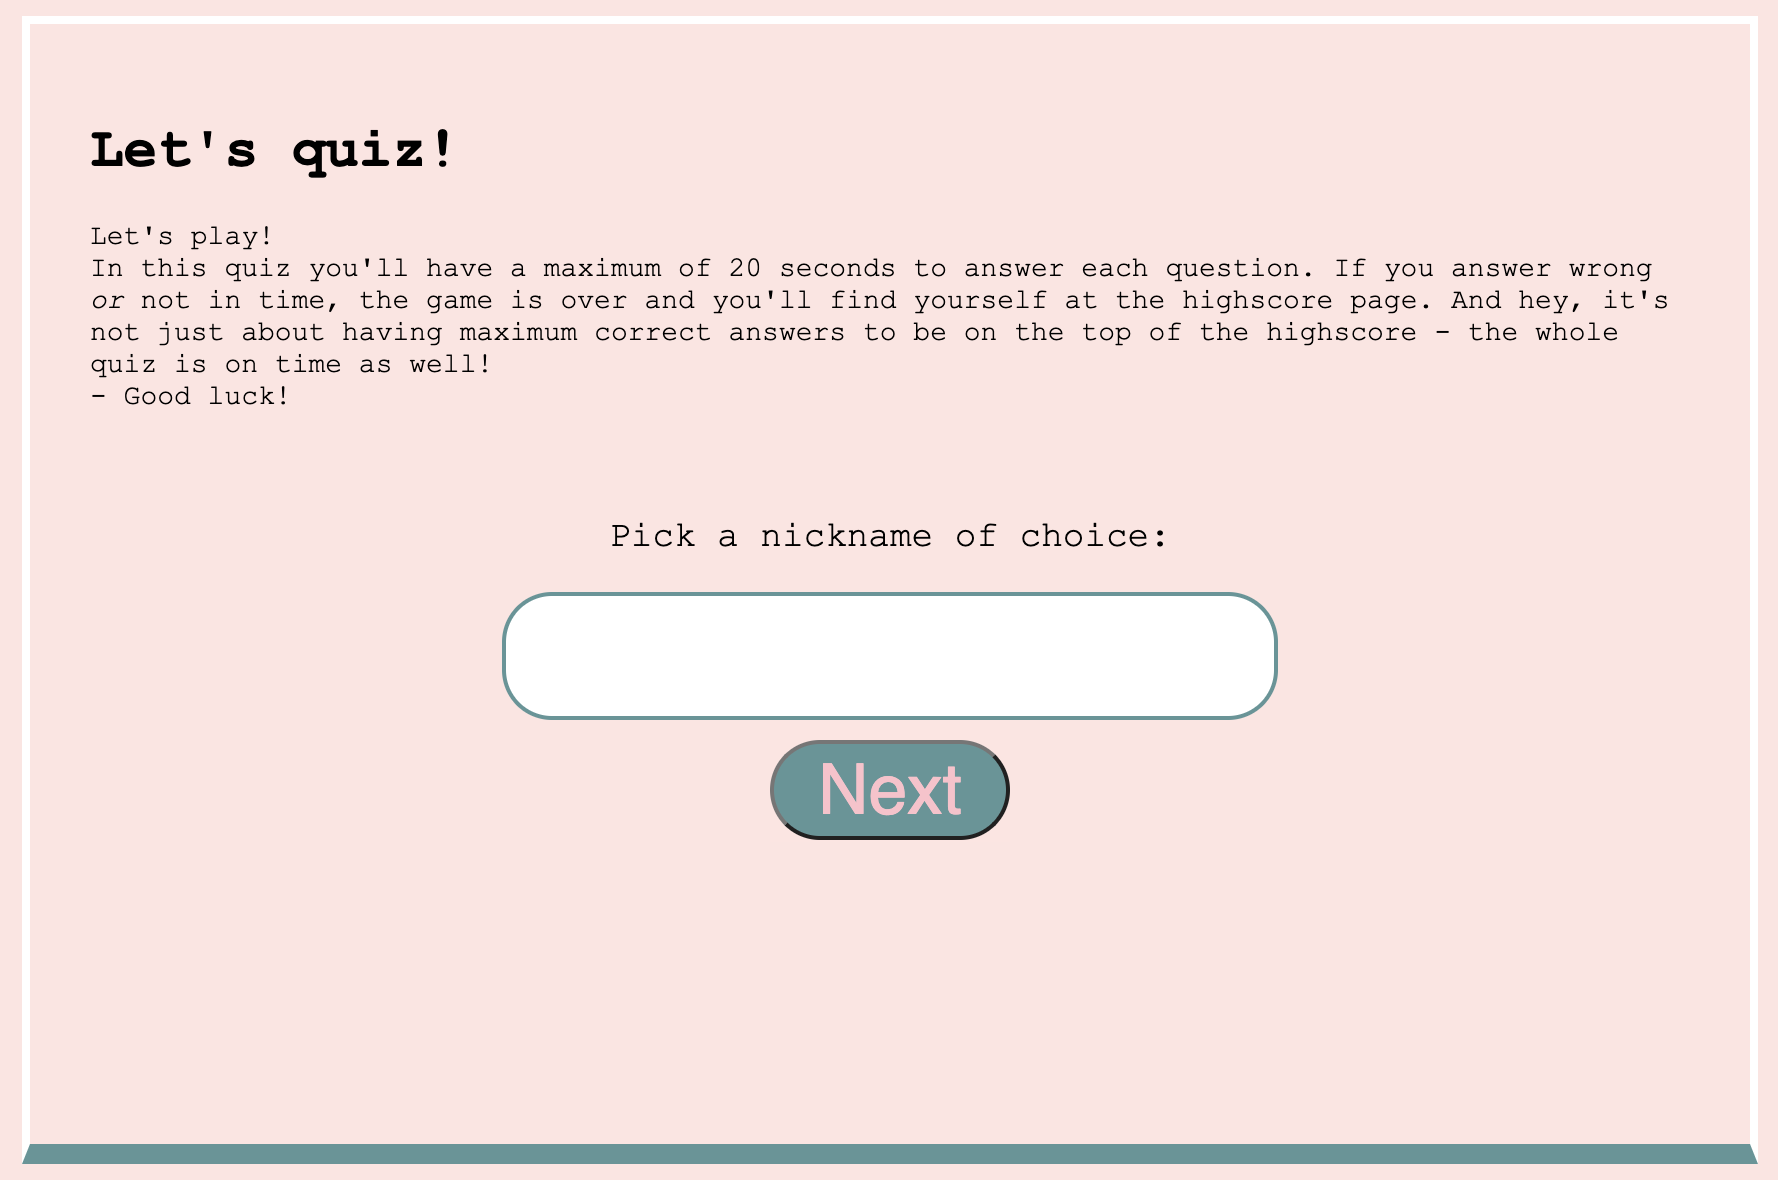 Let's quiz!
Let's play!
In this quiz you'll have a maximum of 20 seconds to answer each question. If you answer wrong
or not in time, the game is over and you'll find yourself at the highscore page. And hey, it's
not just about having maximum correct answers to be on the top of the highscore - the whole
quiz is on time as well!
- Good luck!
Pick a nickname of choice:
Next